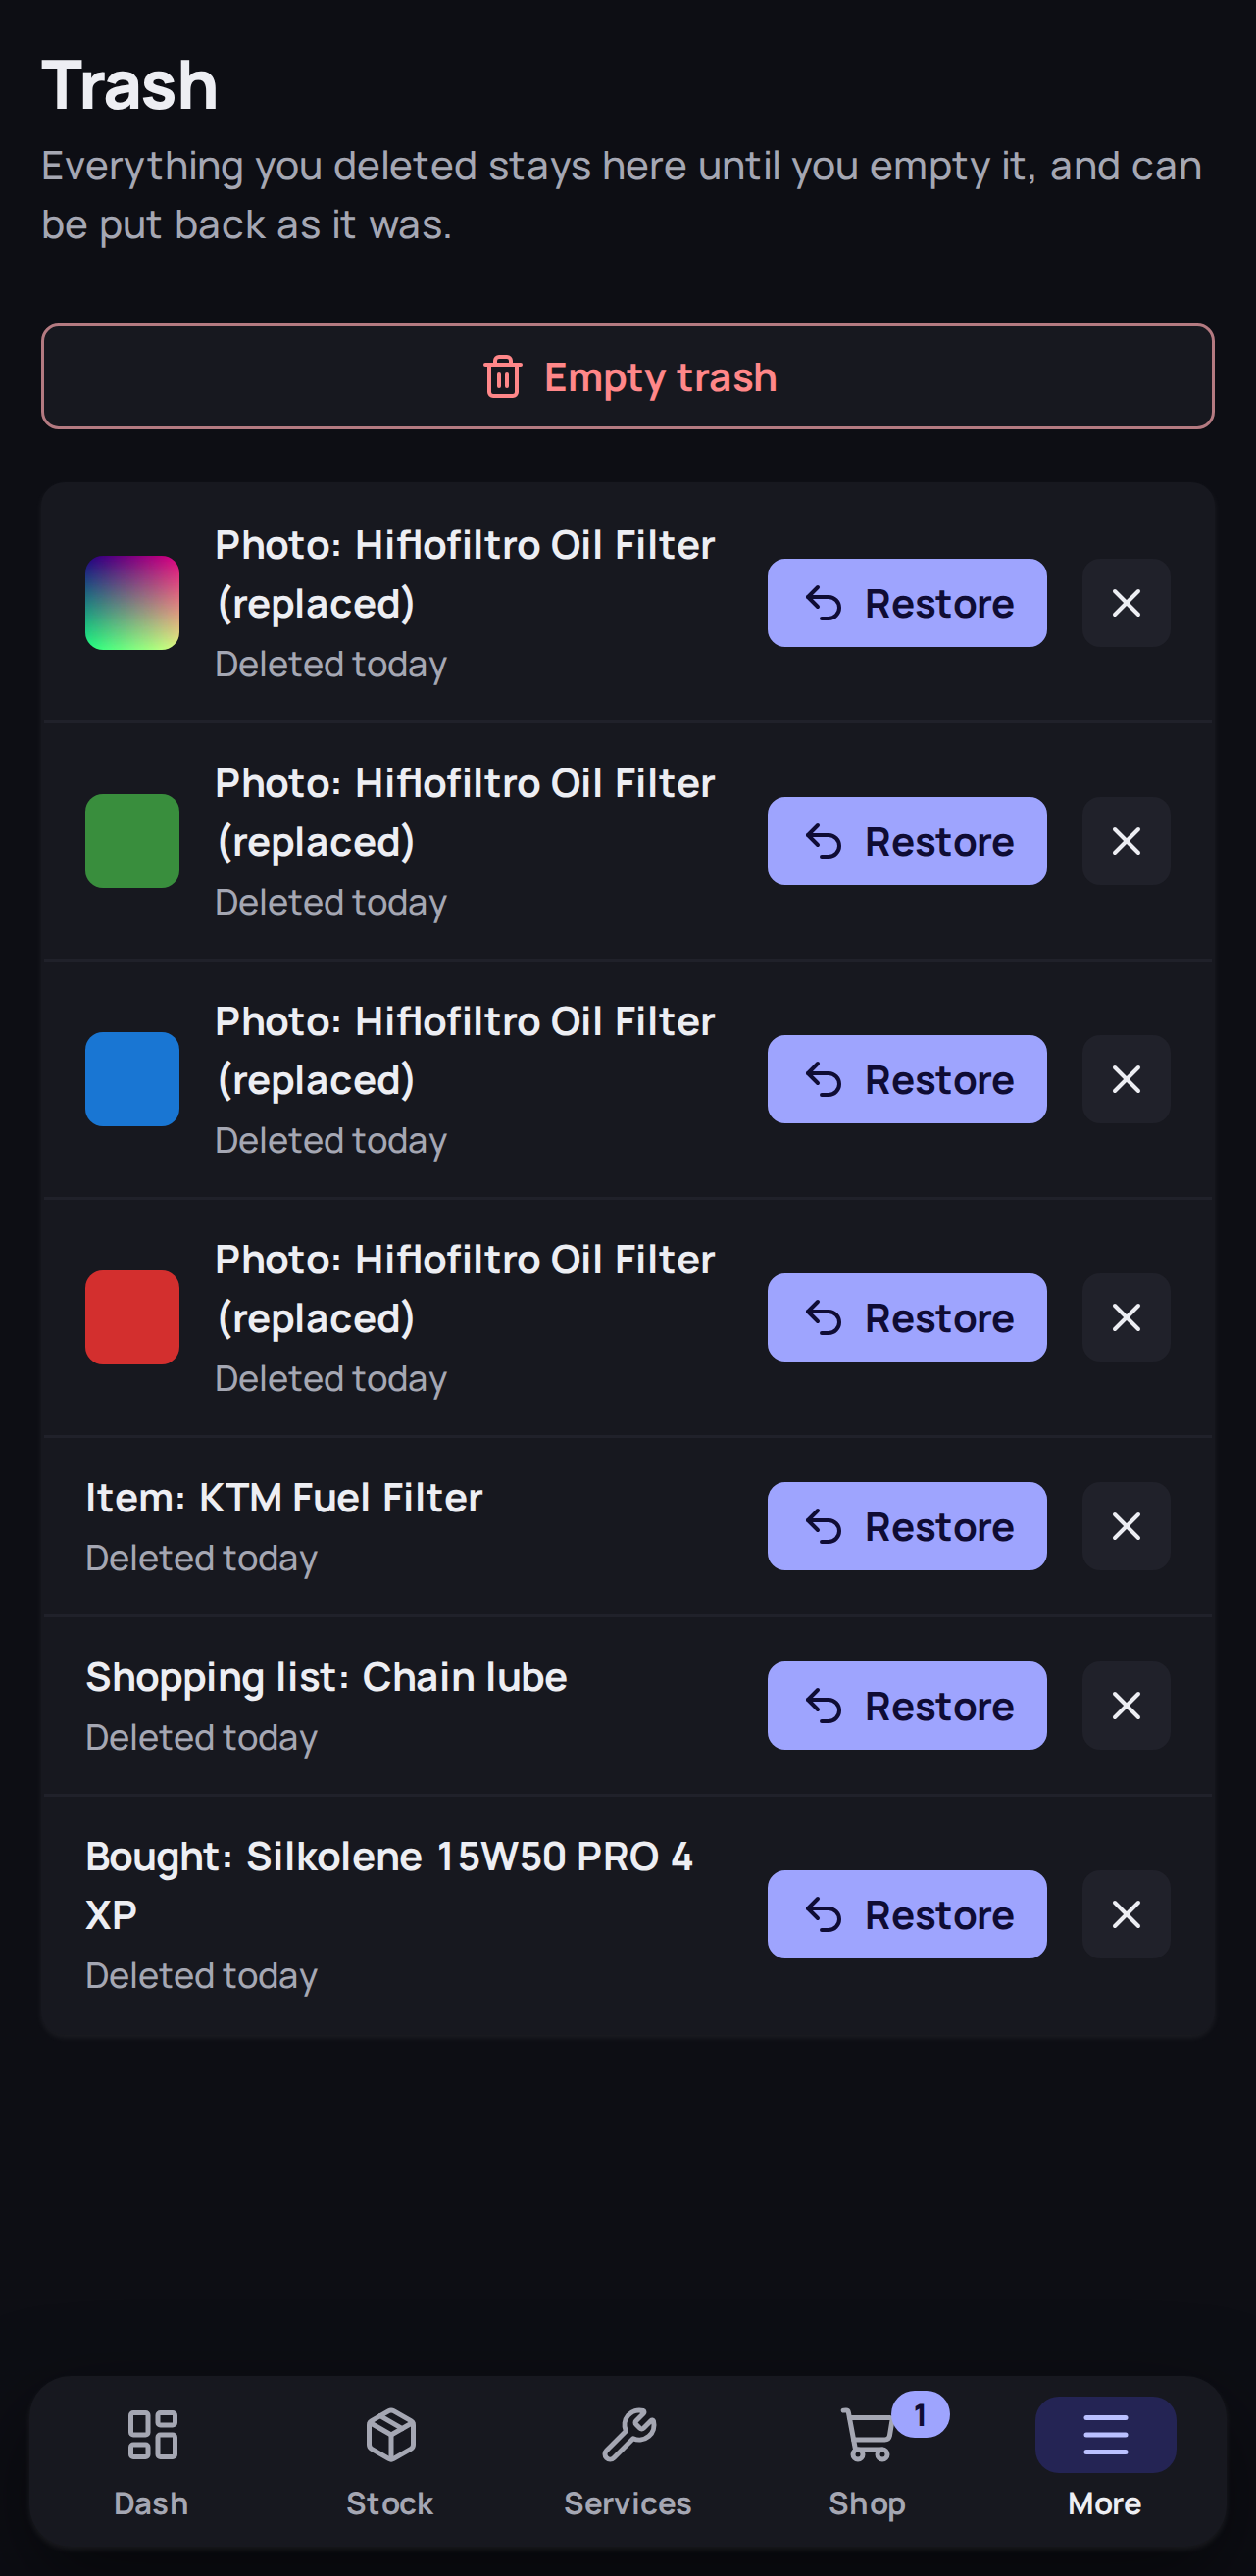 Trash
Everything you deleted stays here until you empty it, and can
be put back as it was.
Empty trash
Photo: Hiflofiltro Oil Filter
(replaced)
Deleted today
Restore
Photo: Hiflofiltro Oil Filter
(replaced)
Deleted today
Restore
Photo: Hiflofiltro Oil Filter
(replaced)
Deleted today
Restore
Photo: Hiflofiltro Oil Filter
(replaced)
Deleted today
Restore
Item: KTM Fuel Filter
Deleted today
Restore
Shopping list: Chain lube
Deleted today
Restore
Bought: Silkolene 15W50 PRO 4
XP
Deleted today
Restore
1
Dash
Stock
Services
Shop
More